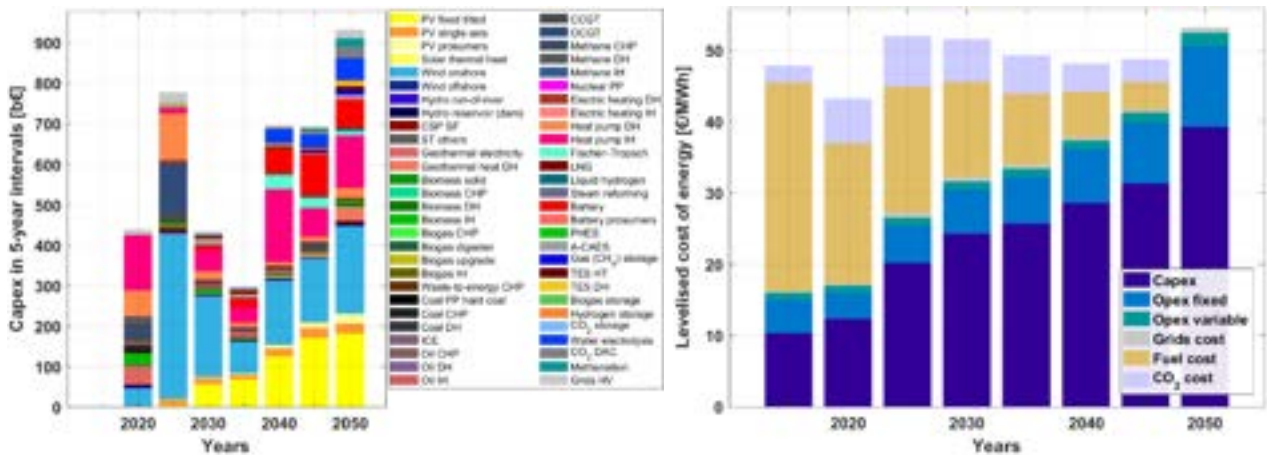 Capex in 5-year intervals [b€]
900
800
700
600
500
400
300
200
100
0
2020
2030
2040
2050
Years
PV fixed tilted
PV single-axis
PV prosumers
Solar thermal heat
Wind onshore
Wind offshore
Hydro run-of-river
Hydro reservoir (dam)
CSP SF
ST others
Geothermal electricity
Geothermal heat DH
Biomass solid
Biomass CHP
Biomass DH
Biomass IH
Biogas CHP
Biogas digester
Biogas upgrade
Biogas IH
Waste-to-energy CHP
Coal PP hard coal
Coal CHP
Coal DH
ICE
Oil CHP
Oil DH
Oil IH
CCGT
OCGT
Methane CHP
Methane DH
Methane IH
Nuclear PP
Electric heating DH
Electric heating IH
Heat pump DH
Heat pump IH
Fischer-Tropsch
LNG
Liquid hydrogen
Steam reforming
Battery
Battery prosumers
PHES
A-CAES
Gas (CH4) storage
TES HT
TES DH
Biogas storage
Hydrogen storage
CO2 storage
Water electrolysis
CO2 DAC
Methanation
Grids HV
Levelised cost of energy [€/MWh]
50
40
30
20
10
0
2020
2030
2040
2050
Years
Capex
Opex fixed
Opex variable
Grids cost
Fuel cost
CO2 cost